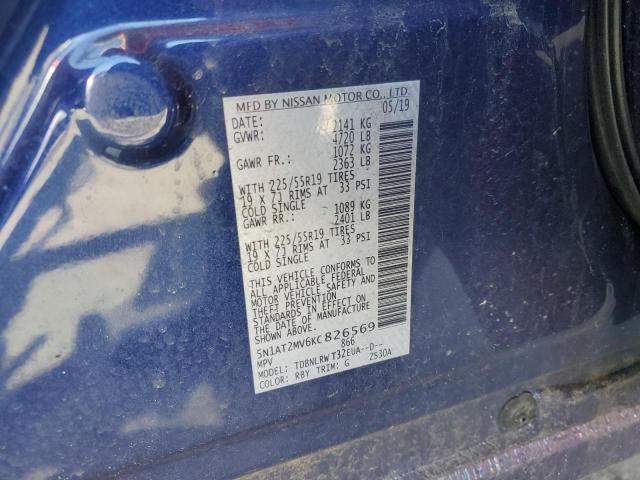 MFD BY NISSAN MOTOR CO., LTD.
DATE: 05/19
GVWR: 2141 KG
4720 LB
GAWR FR.: 1072 KG
2363 LB
WITH 225/55R19 TIRES
19 X 7J RIMS AT 33 PSI
COLD SINGLE 1089 KG
GAWR RR.: 2401 LB
WITH 225/55R19 TIRES
19 X 7J RIMS AT 33 PSI
COLD SINGLE
THIS VEHICLE CONFORMS TO
ALL APPLICABLE FEDERAL
MOTOR VEHICLE SAFETY AND
THEFT PREVENTION
STANDARDS IN EFFECT ON
THE DATE OF MANUFACTURE
SHOWN ABOVE.
5N1AT2MV6KC 826569
MPV 866
MODEL: TDBNLRW T32EUA--D--
COLOR: RBY TRIM: G ZS30A